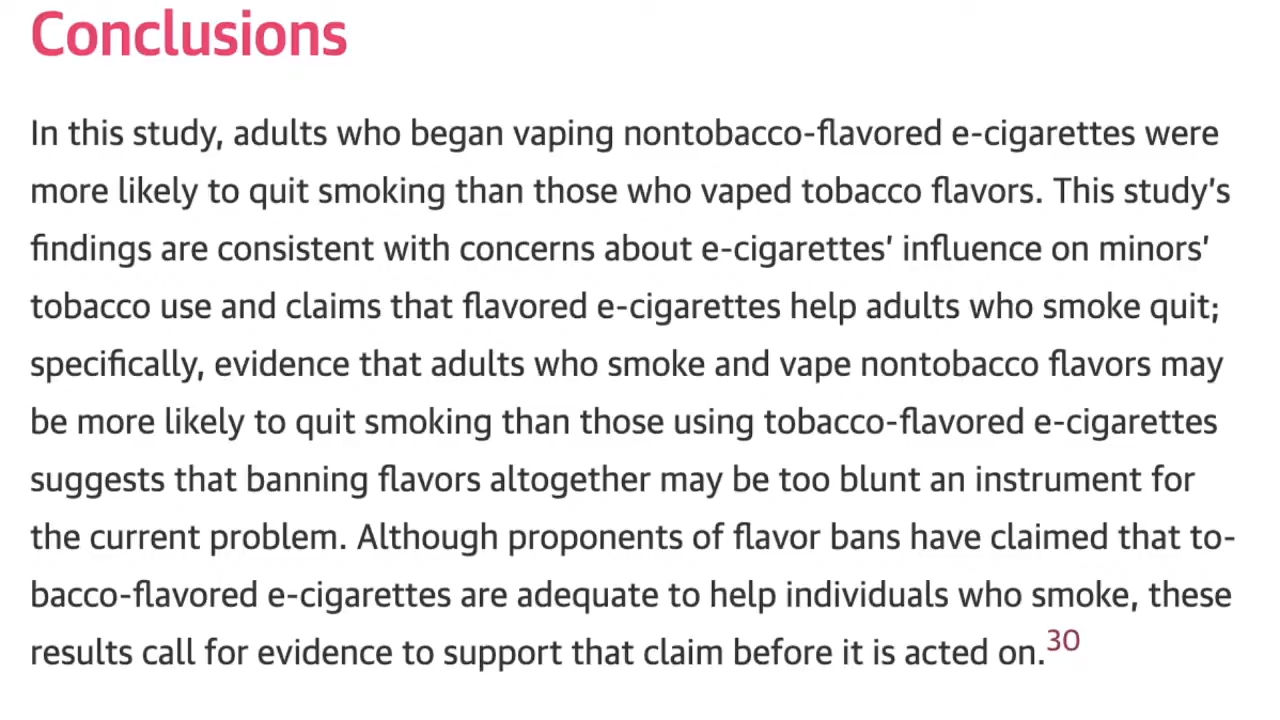 Conclusions
In this study, adults who began vaping nontobacco-flavored e-cigarettes were
more likely to quit smoking than those who vaped tobacco flavors. This study's
findings are consistent with concerns about e-cigarettes' influence on minors'
tobacco use and claims that flavored e-cigarettes help adults who smoke quit;
specifically, evidence that adults who smoke and vape nontobacco flavors may
be more likely to quit smoking than those using tobacco-flavored e-cigarettes
suggests that banning flavors altogether may be too blunt an instrument for
the current problem. Although proponents of flavor bans have claimed that to-
bacco-flavored e-cigarettes are adequate to help individuals who smoke, these
results call for evidence to support that claim before it is acted on.30